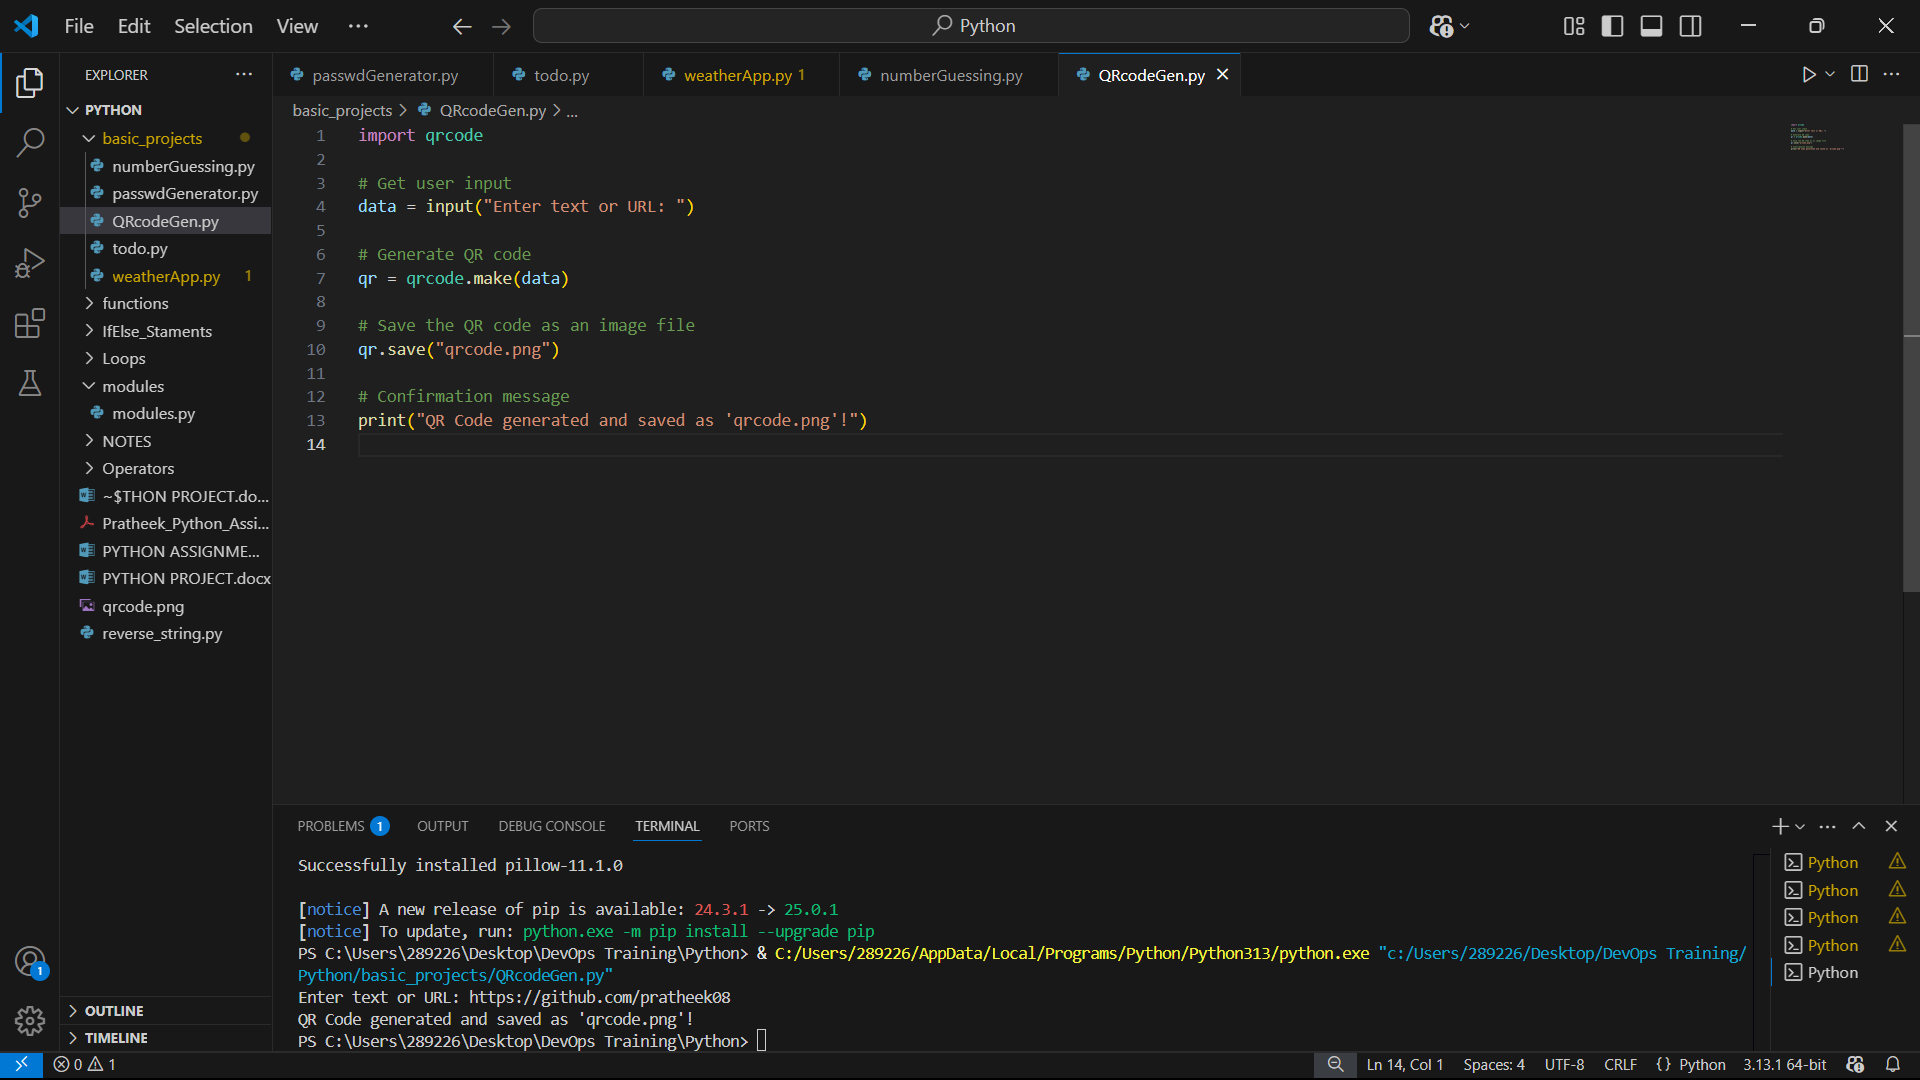 File Edit Selection View ··· Python
EXPLORER ···
PYTHON
basic_projects
numberGuessing.py
passwdGenerator.py
QRcodeGen.py
todo.py
weatherApp.py 1
functions
IfElse_Staments
Loops
modules
modules.py
NOTES
Operators
~$THON PROJECT.do...
Pratheek_Python_Assi...
PYTHON ASSIGNME...
PYTHON PROJECT.docx
qrcode.png
reverse_string.py
OUTLINE
TIMELINE
passwdGenerator.py todo.py weatherApp.py 1 numberGuessing.py QRcodeGen.py
basic_projects > QRcodeGen.py > ...
1 import qrcode
2
3 # Get user input
4 data = input("Enter text or URL: ")
5
6 # Generate QR code
7 qr = qrcode.make(data)
8
9 # Save the QR code as an image file
10 qr.save("qrcode.png")
11
12 # Confirmation message
13 print("QR Code generated and saved as 'qrcode.png'!")
14
PROBLEMS 1 OUTPUT DEBUG CONSOLE TERMINAL PORTS
Successfully installed pillow-11.1.0
[notice] A new release of pip is available: 24.3.1 -> 25.0.1
[notice] To update, run: python.exe -m pip install --upgrade pip
PS C:\Users\289226\Desktop\DevOps Training\Python> & C:/Users/289226/AppData/Local/Programs/Python/Python313/python.exe "c:/Users/289226/Desktop/DevOps Training/
Python/basic_projects/QRcodeGen.py"
Enter text or URL: https://github.com/pratheek08
QR Code generated and saved as 'qrcode.png'!
PS C:\Users\289226\Desktop\DevOps Training\Python>
Python
Python
Python
Python
Python
1
0 1 Ln 14, Col 1 Spaces: 4 UTF-8 CRLF {} Python 3.13.1 64-bit